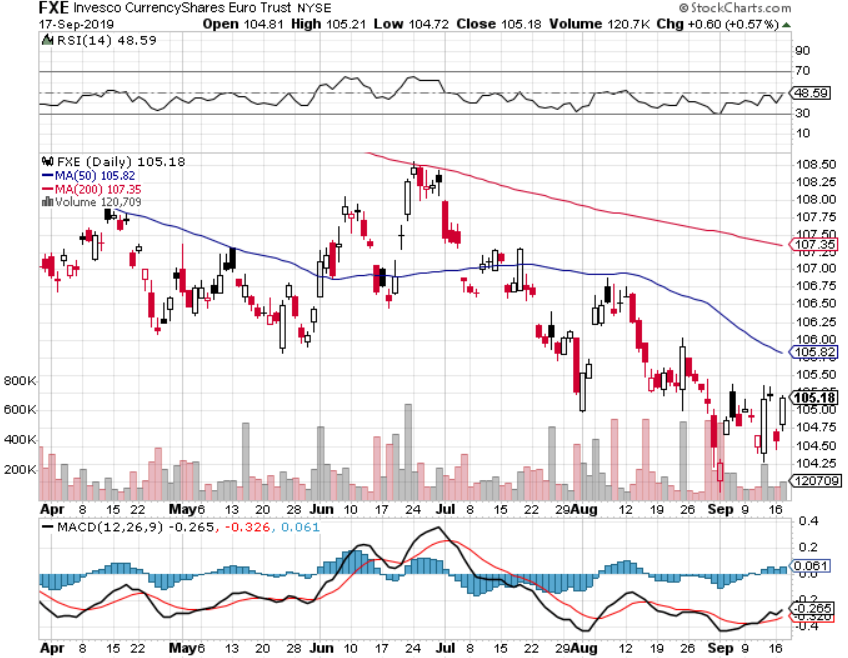 FXE Invesco CurrencyShares Euro Trust NYSE © StockCharts.com
17-Sep-2019 Open 104.81 High 105.21 Low 104.72 Close 105.18 Volume 120.7K Chg +0.60 (+0.57%)
RSI(14) 48.59
90
70
48.59
30
10
FXE (Daily) 105.18
MA(50) 105.82
MA(200) 107.35
Volume 120,709
108.50
108.25
108.00
107.75
107.50
107.35
107.25
107.00
106.75
106.50
106.25
106.00
105.82
105.50
105.18
105.00
104.75
104.50
104.25
120709
800K
600K
400K
200K
Apr 8 15 22 May 6 13 20 28 Jun 10 17 24 Jul 8 15 22 29 Aug 12 19 26 Sep 9 16
MACD(12,26,9) -0.265, -0.326, 0.061
0.4
0.2
0.061
0.0
-0.2
-0.265
-0.326
-0.4
Apr 8 15 22 May 6 13 20 28 Jun 10 17 24 Jul 8 15 22 29 Aug 12 19 26 Sep 9 16